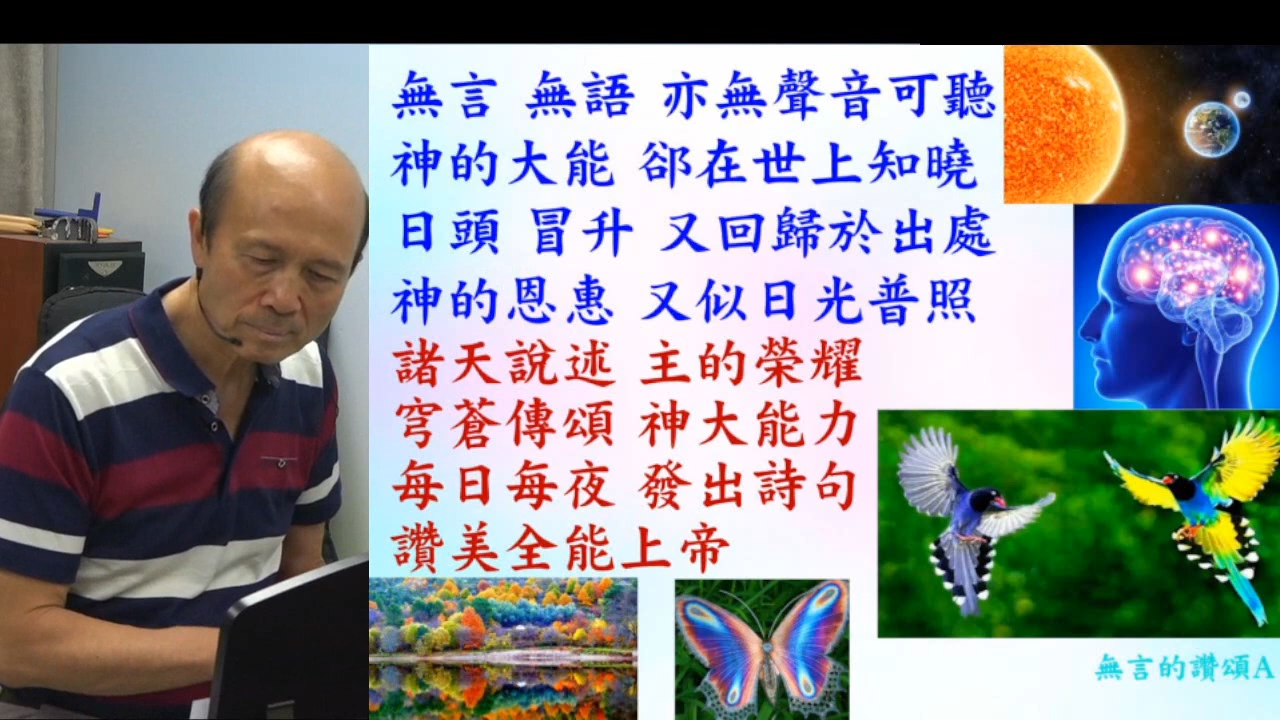 無言 無語 亦無聲音可聽
神的大能 郤在世上知曉
日頭 冒升 又回歸於出處
神的恩惠 又似日光普照
諸天說述 主的榮耀
穹蒼傳頌 神大能力
每日每夜 發出詩句
讚美全能上帝
無言的讚頌A